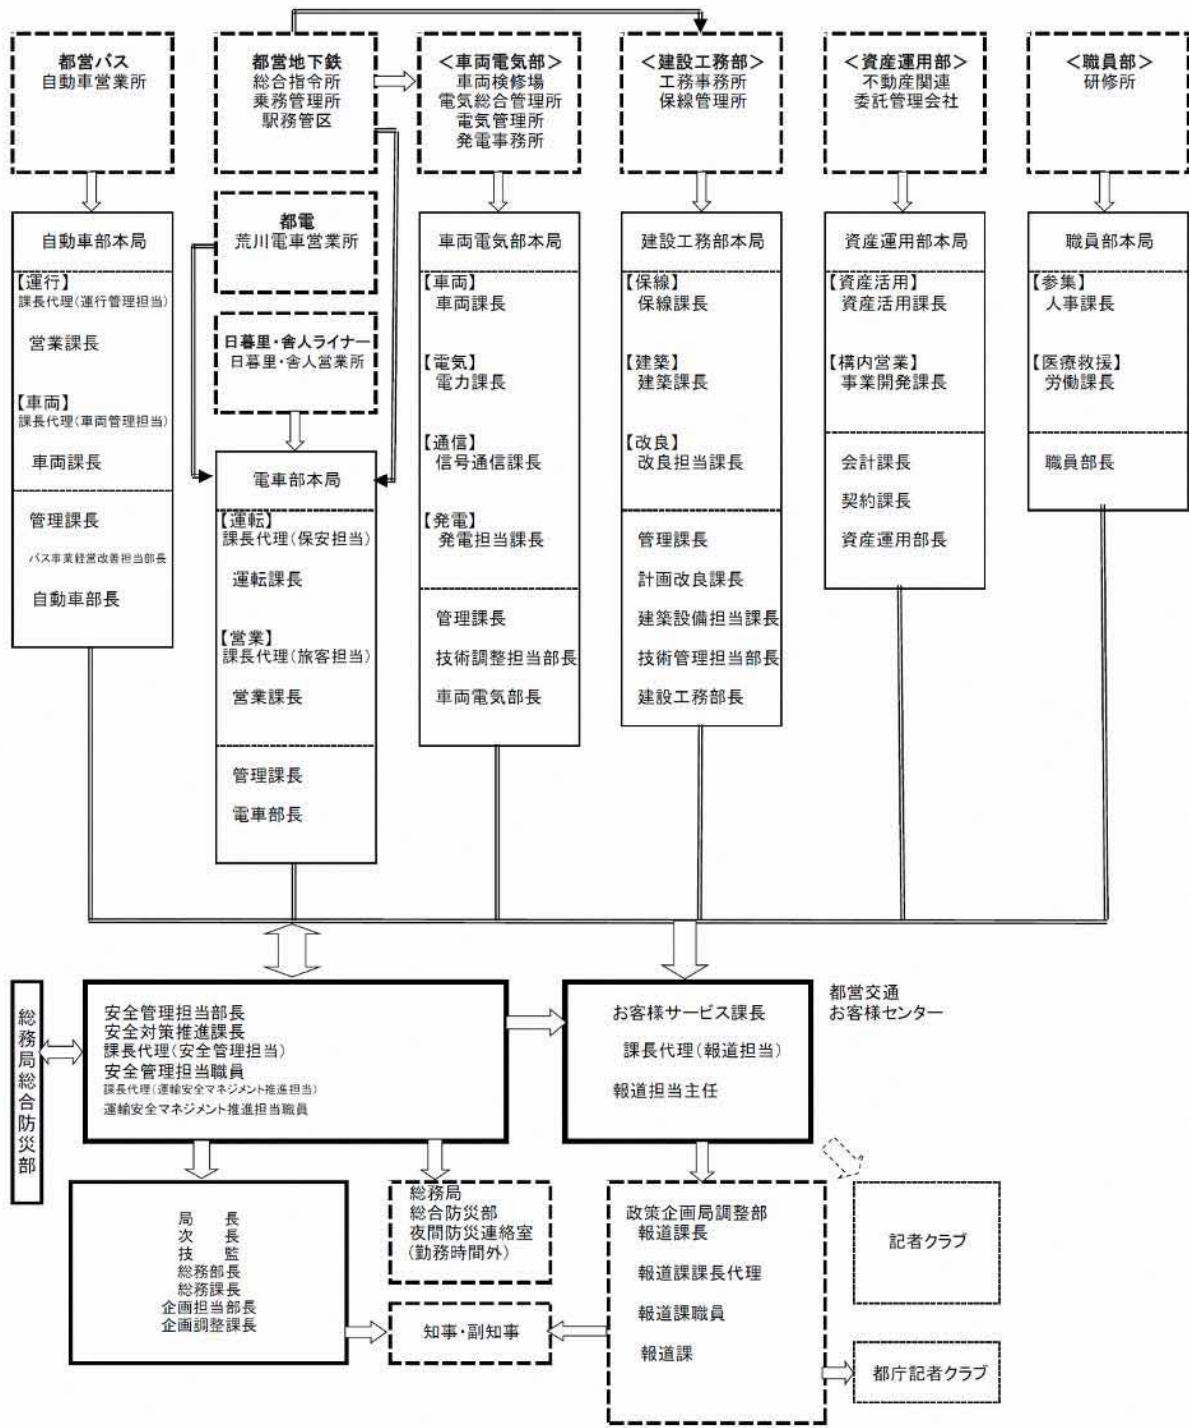 都営バス
自動車営業所
都営地下鉄
総合指令所
乗務管理所
駅務管区
＜車両電気部＞
車両検修場
電気総合管理所
電気管理所
発電事務所
＜建設工務部＞
工務事務所
保線管理所
＜資産運用部＞
不動産関連
委託管理会社
＜職員部＞
研修所
都電
荒川電車営業所
日暮里・舎人ライナー
日暮里・舎人営業所
自動車部本局
【運行】
課長代理（運行管理担当）
営業課長
【車両】
課長代理（車両管理担当）
車両課長
管理課長
バス事業経営改善担当部長
自動車部長
電車部本局
【運転】
課長代理（保安担当）
運転課長
【営業】
課長代理（旅客担当）
営業課長
管理課長
電車部長
車両電気部本局
【車両】
車両課長
【電気】
電力課長
【通信】
信号通信課長
【発電】
発電担当課長
管理課長
技術調整担当部長
車両電気部長
建設工務部本局
【保線】
保線課長
【建築】
建築課長
【改良】
改良担当課長
管理課長
計画改良課長
建築設備担当課長
技術管理担当部長
建設工務部長
資産運用部本局
【資産活用】
資産活用課長
【構内営業】
事業開発課長
会計課長
契約課長
資産運用部長
職員部本局
【参集】
人事課長
【医療救援】
労働課長
職員部長
総務局総合防災部
安全管理担当部長
安全対策推進課長
課長代理（安全管理担当）
安全管理担当職員
課長代理（運輸安全マネジメント推進担当）
運輸安全マネジメント推進担当職員
お客様サービス課長
課長代理（報道担当）
報道担当主任
都営交通
お客様センター
局　　長
次　　長
技　　監
総務部長
総務課長
企画担当部長
企画調整課長
総務局
総合防災部
夜間防災連絡室
（勤務時間外）
知事・副知事
政策企画局調整部
報道課長
報道課課長代理
報道課職員
報道課
記者クラブ
都庁記者クラブ